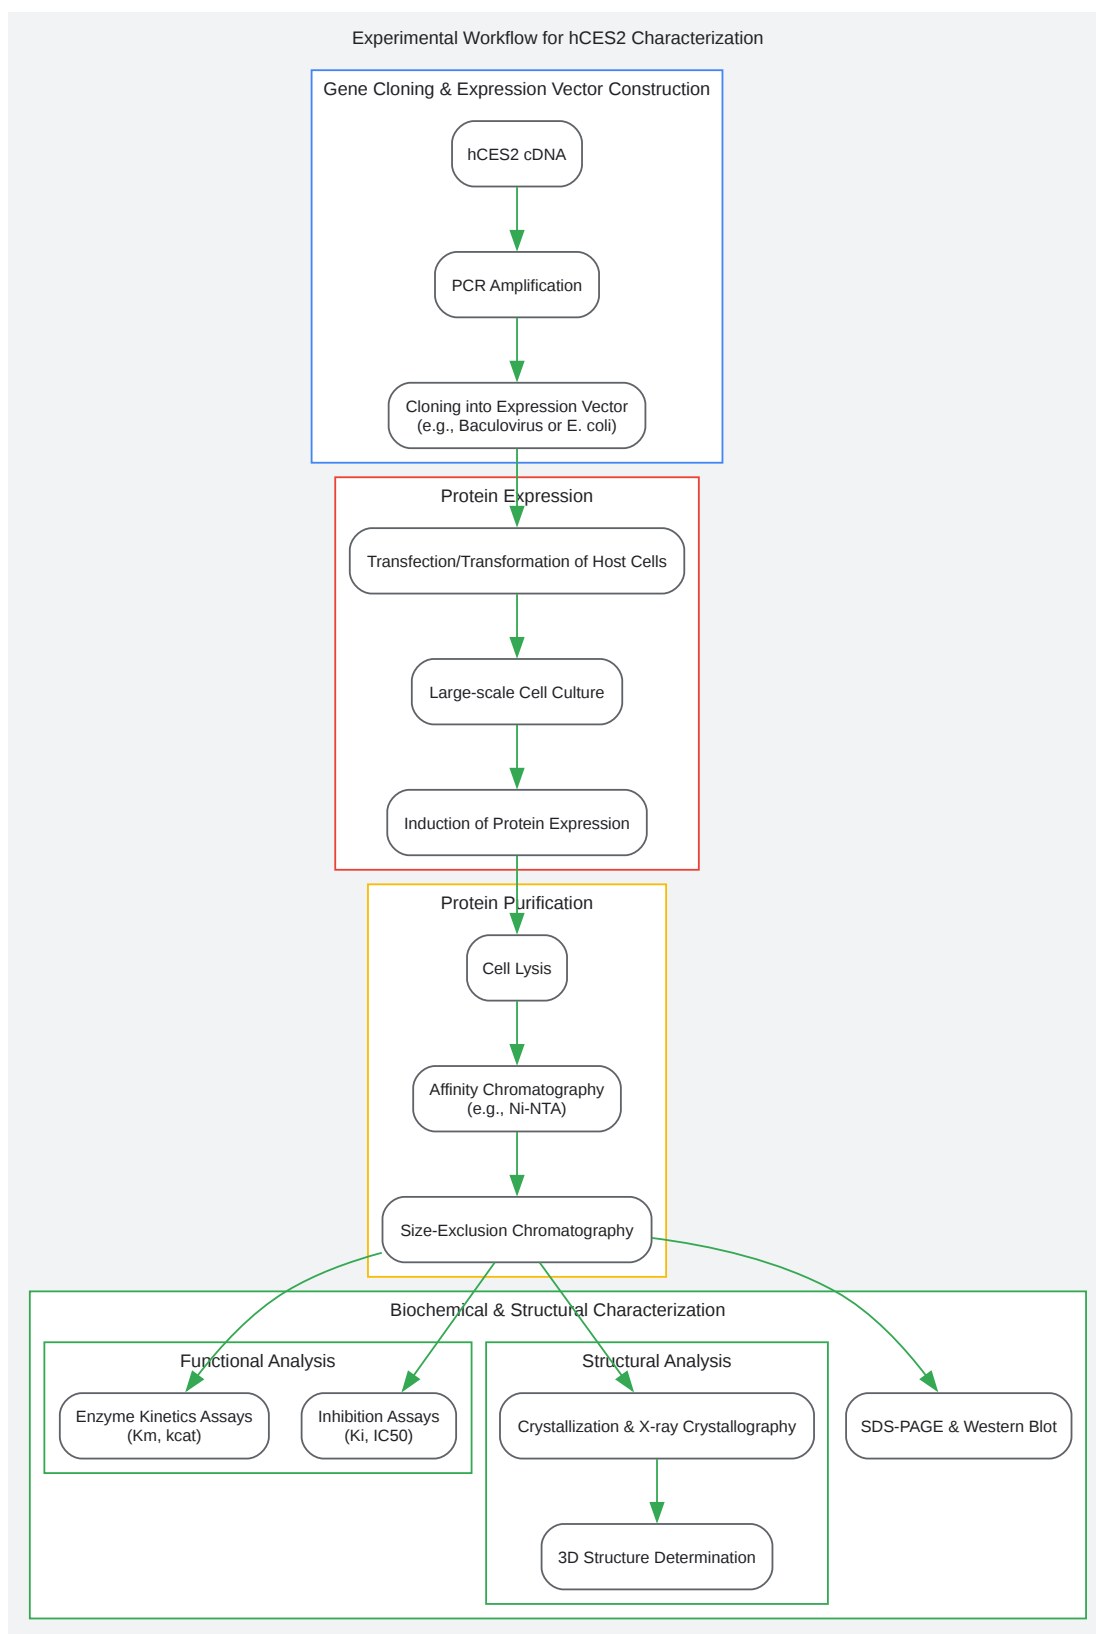 Experimental Workflow for hCES2 Characterization
Gene Cloning & Expression Vector Construction
hCES2 cDNA
PCR Amplification
Cloning into Expression Vector
(e.g., Baculovirus or E. coli)
Protein Expression
Transfection/Transformation of Host Cells
Large-scale Cell Culture
Induction of Protein Expression
Protein Purification
Cell Lysis
Affinity Chromatography
(e.g., Ni-NTA)
Size-Exclusion Chromatography
Biochemical & Structural Characterization
Functional Analysis
Enzyme Kinetics Assays
(Km, kcat)
Inhibition Assays
(Ki, IC50)
Structural Analysis
Crystallization & X-ray Crystallography
3D Structure Determination
SDS-PAGE & Western Blot